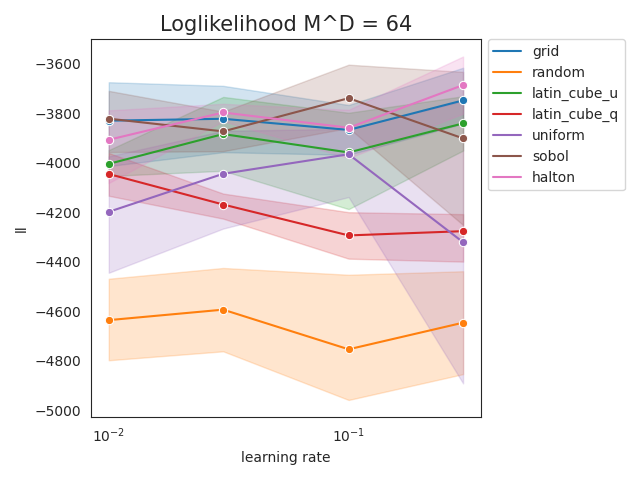 Loglikelihood M^D = 64
−3600
−3800
−4000
−4200
−4400
−4600
−4800
−5000
ll
10⁻²
10⁻¹
learning rate
grid
random
latin_cube_u
latin_cube_q
uniform
sobol
halton